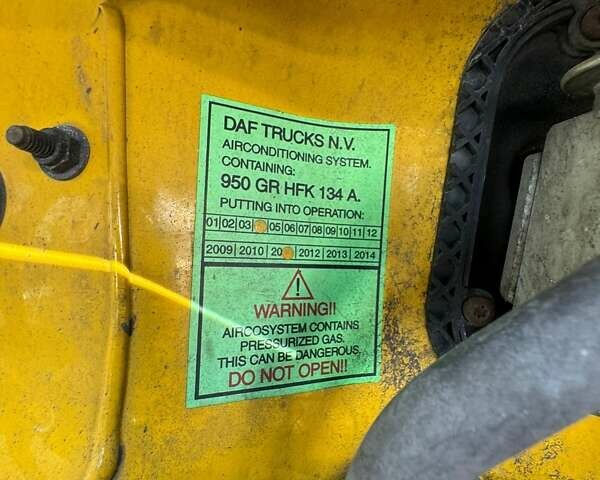 DAF TRUCKS N.V.
AIRCONDITIONING SYSTEM.
CONTAINING:
950 GR HFK 134 A.
PUTTING INTO OPERATION:
01 02 03 05 06 07 08 09 10 11 12
2009 2010 20 2012 2013 2014
WARNING!!
AIRCOSYSTEM CONTAINS
PRESSURIZED GAS.
THIS CAN BE DANGEROUS.
DO NOT OPEN!!